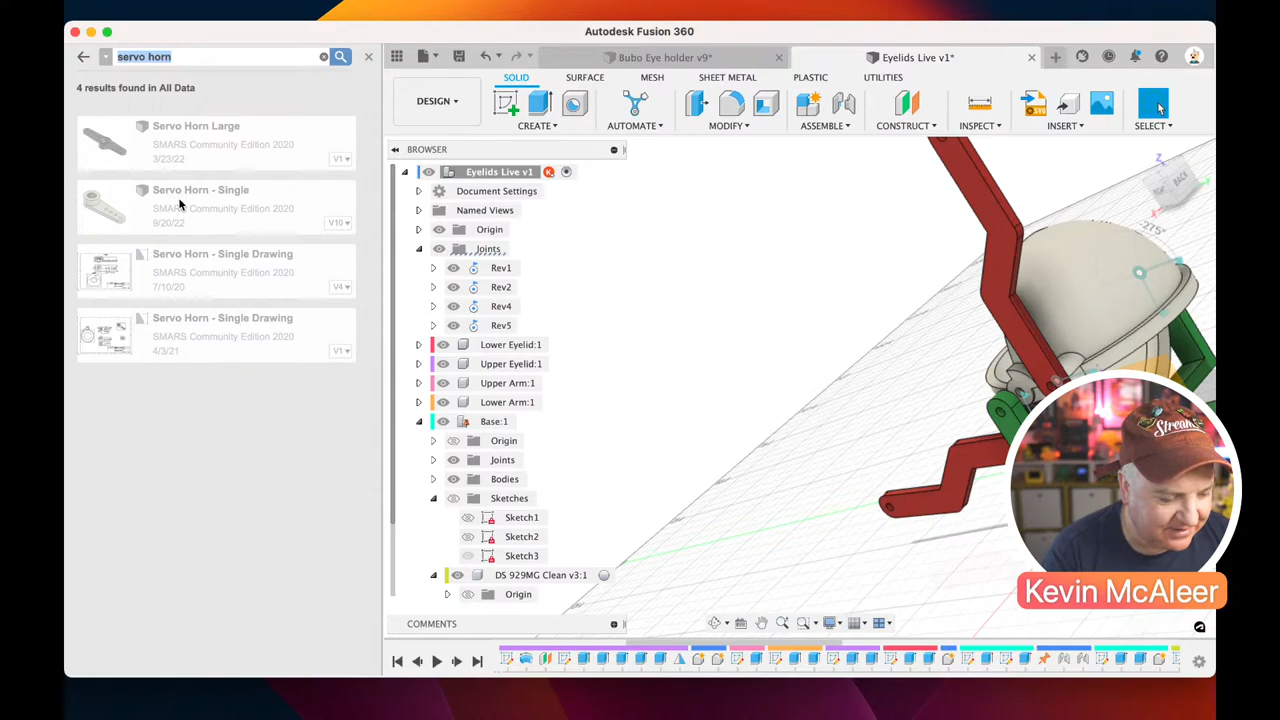 Autodesk Fusion 360
servo horn
Bubo Eye holder v9*
Eyelids Live v1*
4 results found in All Data
Servo Horn Large
SMARS Community Edition 2020
3/23/22
V1
Servo Horn - Single
SMARS Community Edition 2020
9/20/22
V10
Servo Horn - Single Drawing
SMARS Community Edition 2020
7/10/20
V4
Servo Horn - Single Drawing
SMARS Community Edition 2020
4/3/21
V1
DESIGN
SOLID
SURFACE
MESH
SHEET METAL
PLASTIC
UTILITIES
CREATE
AUTOMATE
MODIFY
ASSEMBLE
CONSTRUCT
INSPECT
INSERT
SELECT
BROWSER
Eyelids Live v1
Document Settings
Named Views
Origin
Joints
Rev1
Rev2
Rev4
Rev5
Lower Eyelid:1
Upper Eyelid:1
Upper Arm:1
Lower Arm:1
Base:1
Origin
Joints
Bodies
Sketches
Sketch1
Sketch2
Sketch3
DS 929MG Clean v3:1
Origin
COMMENTS
Z
BACK
X
Y
-275°
Streams
Kevin McAleer